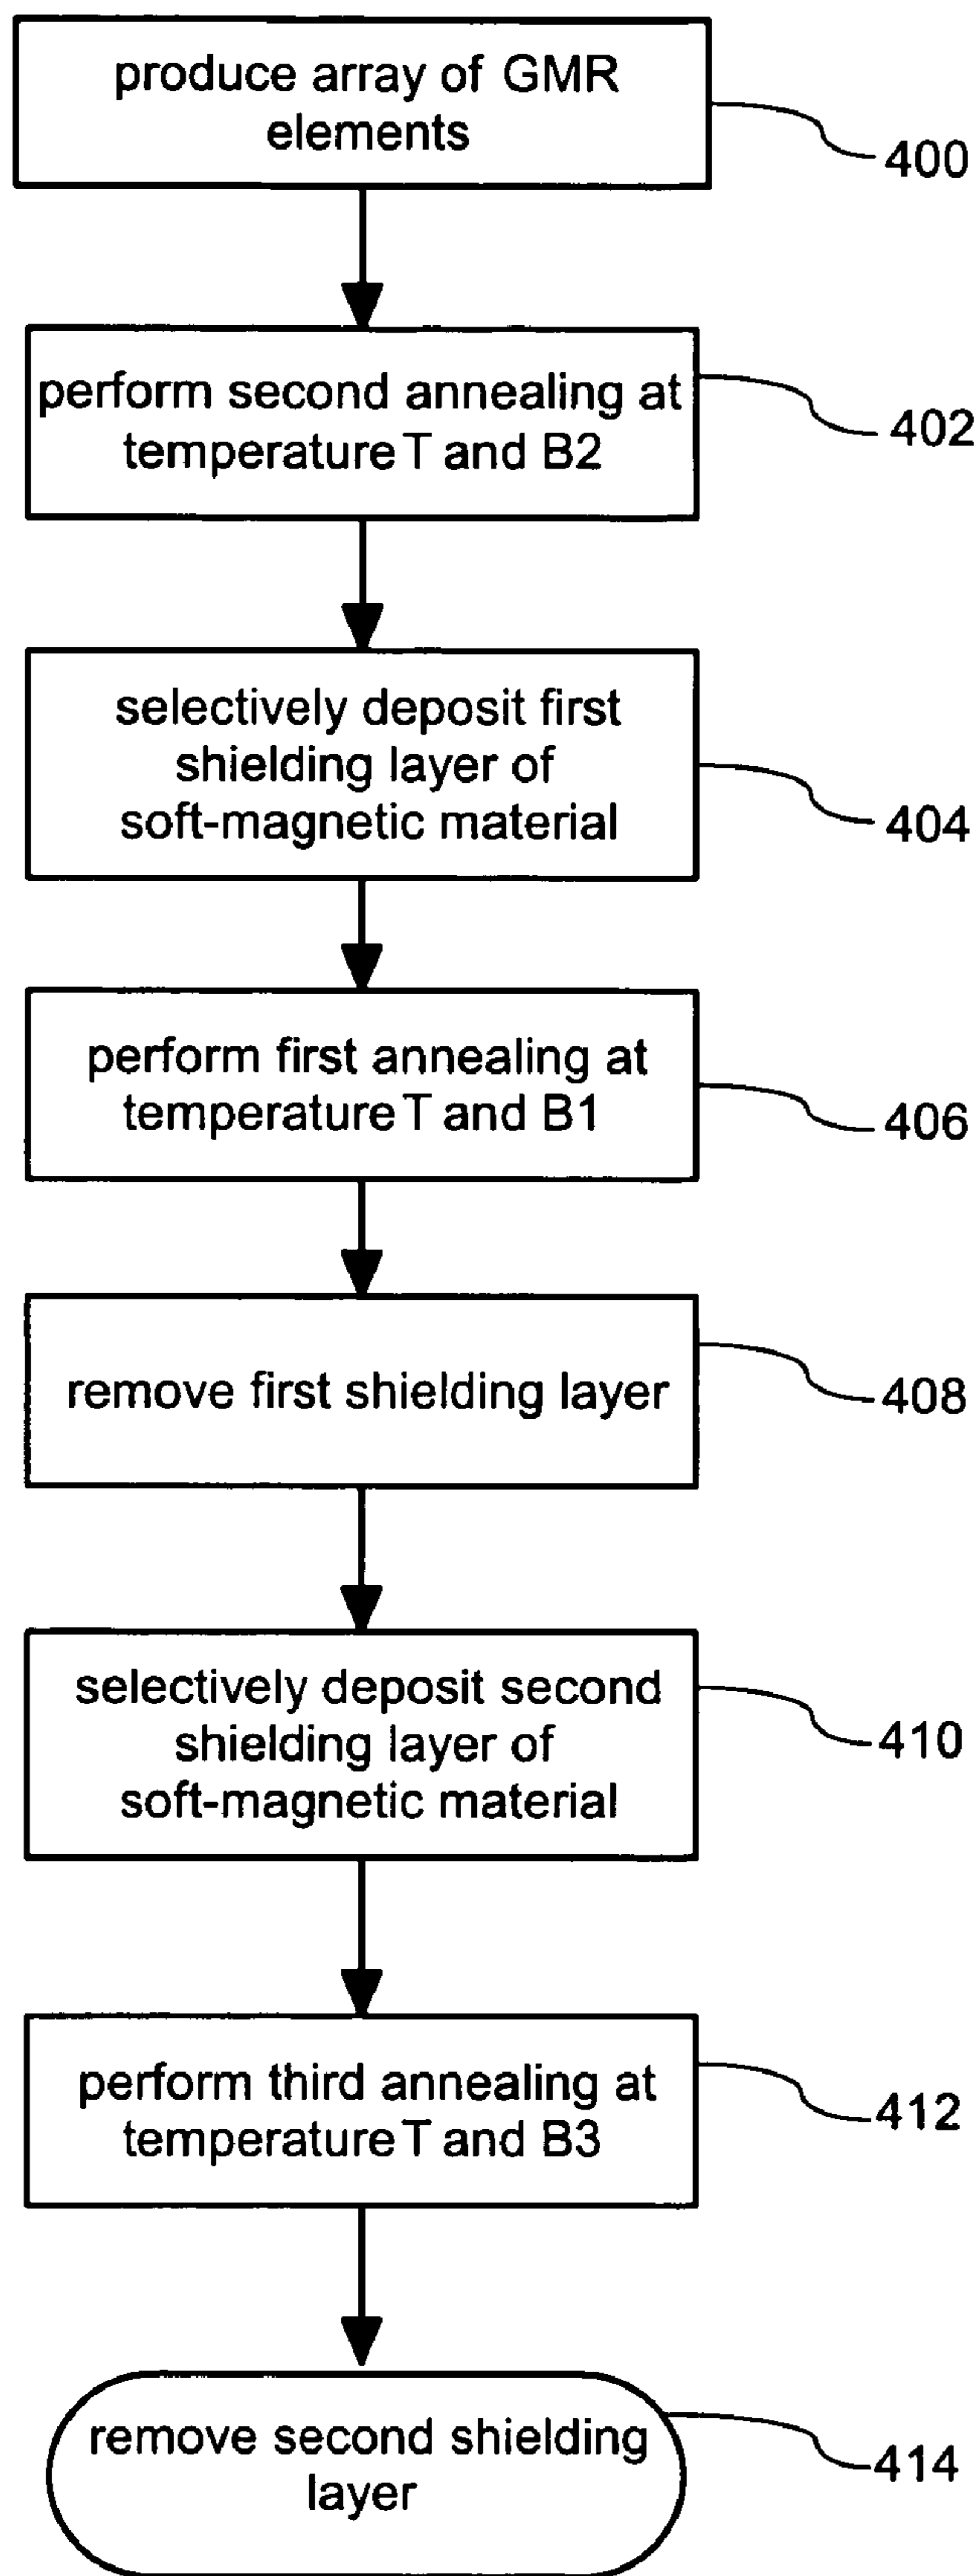 produce array of GMR
elements
400
perform second annealing at
temperature T and B2
402
selectively deposit first
shielding layer of
soft-magnetic material
404
perform first annealing at
temperature T and B1
406
remove first shielding layer
408
selectively deposit second
shielding layer of
soft-magnetic material
410
perform third annealing at
temperature T and B3
412
remove second shielding
layer
414